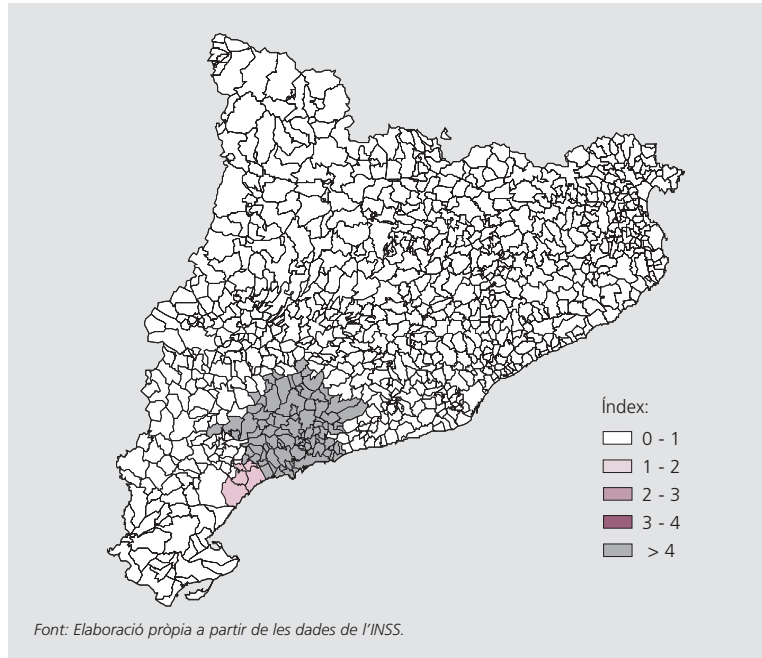 Índex:
0 - 1
1 - 2
2 - 3
3 - 4
> 4
Font: Elaboració pròpia a partir de les dades de l’INSS.